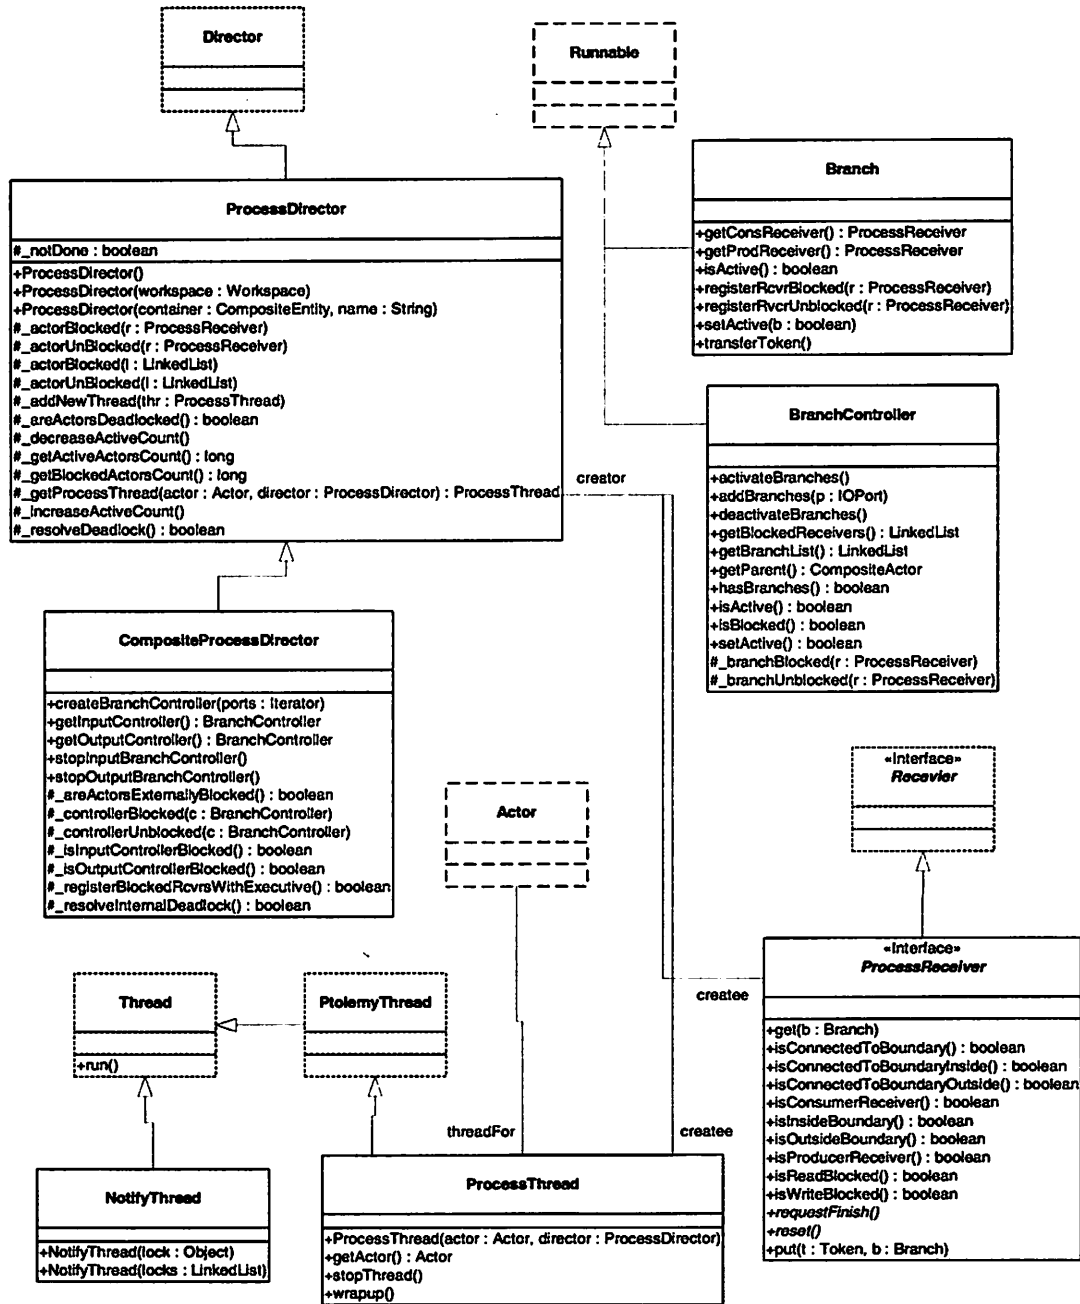 Director
Runnable
ProcessDirector
#_notDone : boolean
+ProcessDirector()
+ProcessDirector(workspace : Workspace)
+ProcessDirector(container : CompositeEntity, name : String)
#_actorBlocked(r : ProcessReceiver)
#_actorUnBlocked(r : ProcessReceiver)
#_actorBlocked(l : LinkedList)
#_actorUnBlocked(l : LinkedList)
#_addNewThread(thr : ProcessThread)
#_areActorsDeadlocked() : boolean
#_decreaseActiveCount()
#_getActiveActorsCount() : long
#_getBlockedActorsCount() : long
#_getProcessThread(actor : Actor, director : ProcessDirector) : ProcessThread
#_increaseActiveCount()
#_resolveDeadlock() : boolean
creator
Branch
+getConsReceiver() : ProcessReceiver
+getProdReceiver() : ProcessReceiver
+isActive() : boolean
+registerRcvrBlocked(r : ProcessReceiver)
+registerRvcrUnblocked(r : ProcessReceiver)
+setActive(b : boolean)
+transferToken()
BranchController
+activateBranches()
+addBranches(p : IOPort)
+deactivateBranches()
+getBlockedReceivers() : LinkedList
+getBranchList() : LinkedList
+getParent() : CompositeActor
+hasBranches() : boolean
+isActive() : boolean
+isBlocked() : boolean
+setActive() : boolean
#_branchBlocked(r : ProcessReceiver)
#_branchUnblocked(r : ProcessReceiver)
CompositeProcessDirector
+createBranchController(ports : Iterator)
+getInputController() : BranchController
+getOutputController() : BranchController
+stopInputBranchController()
+stopOutputBranchController()
#_areActorsExternallyBlocked() : boolean
#_controllerBlocked(c : BranchController)
#_controllerUnblocked(c : BranchController)
#_isInputControllerBlocked() : boolean
#_isOutputControllerBlocked() : boolean
#_registerBlockedRcvrsWithExecutive() : boolean
#_resolveInternalDeadlock() : boolean
Actor
«Interface»
Recevier
«Interface»
ProcessReceiver
+get(b : Branch)
+isConnectedToBoundary() : boolean
+isConnectedToBoundaryInside() : boolean
+isConnectedToBoundaryOutside() : boolean
+isConsumerReceiver() : boolean
+isInsideBoundary() : boolean
+isOutsideBoundary() : boolean
+isProducerReceiver() : boolean
+isReadBlocked() : boolean
+isWriteBlocked() : boolean
+requestFinish()
+reset()
+put(t : Token, b : Branch)
createe
Thread
+run()
PtolemyThread
threadFor
createe
NotifyThread
+NotifyThread(lock : Object)
+NotifyThread(locks : LinkedList)
ProcessThread
+ProcessThread(actor : Actor, director : ProcessDirector)
+getActor() : Actor
+stopThread()
+wrapup()